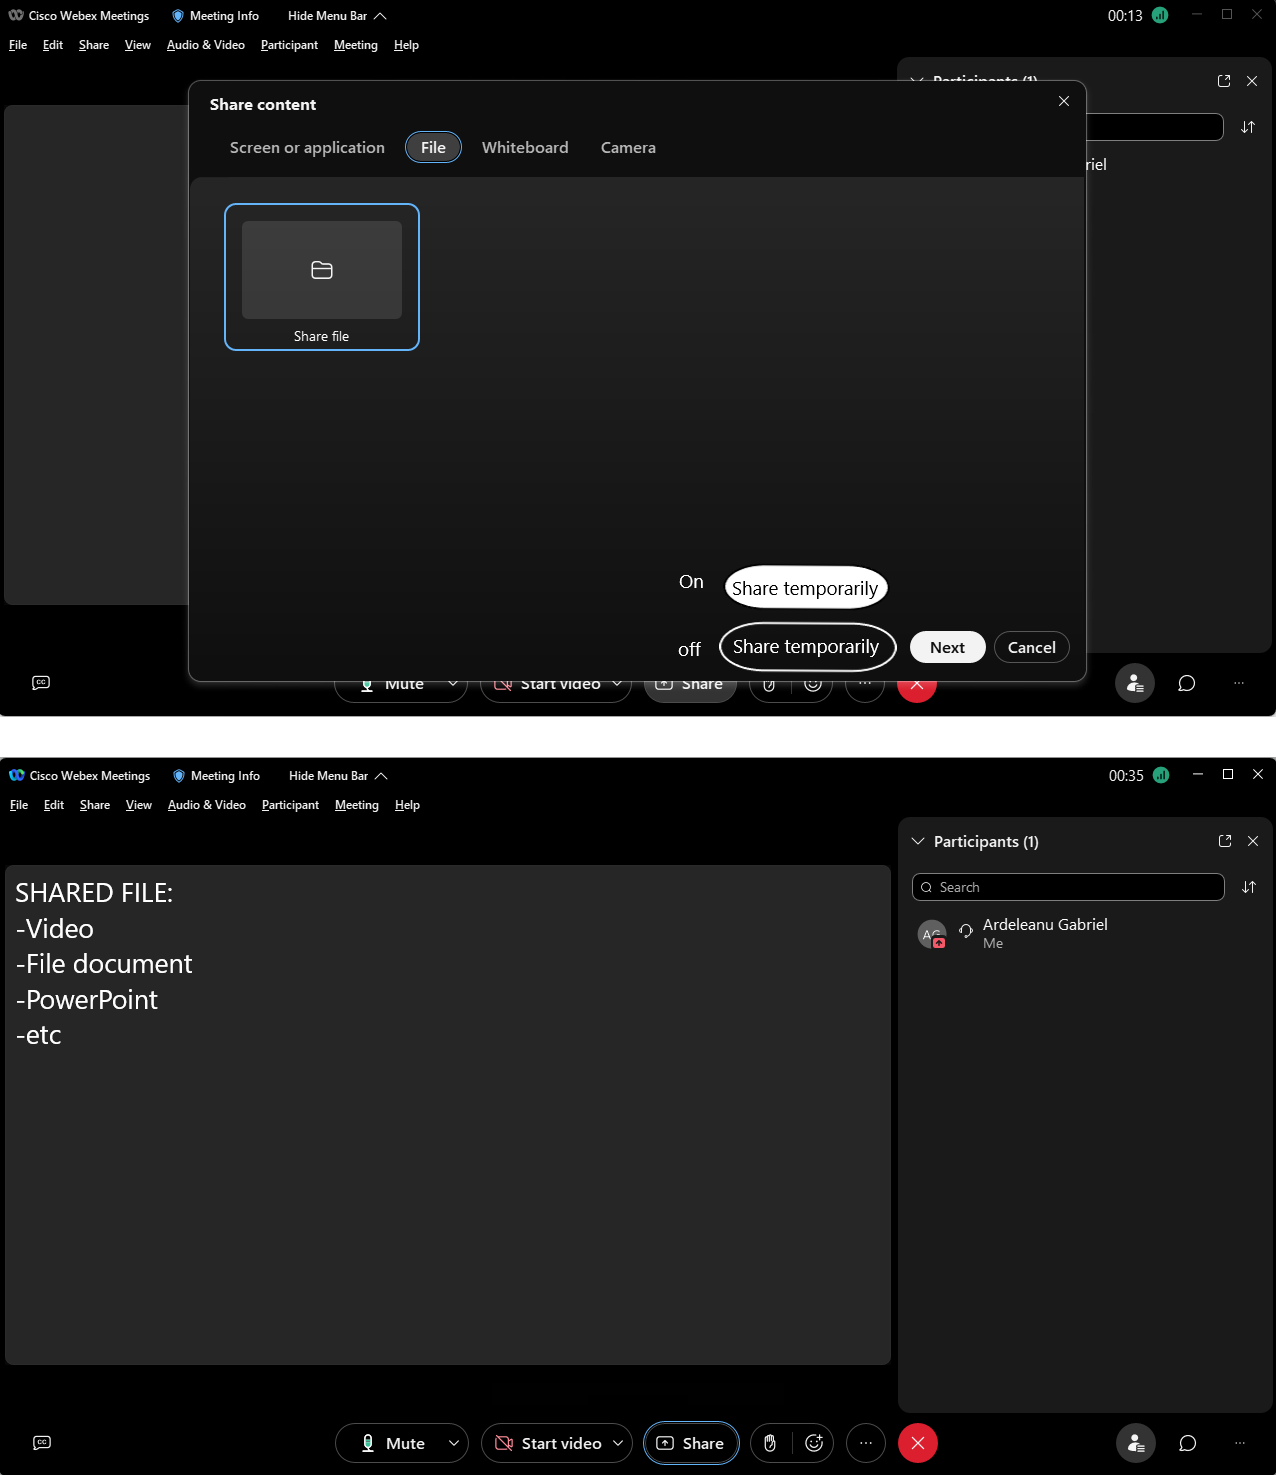 Cisco Webex Meetings Meeting Info Hide Menu Bar 00:13
File Edit Share View Audio & Video Participant Meeting Help
Participants (1)
Share content
Screen or application File Whiteboard Camera
riel
Share file
On Share temporarily
off Share temporarily Next Cancel
CC Mute Start video Share
Cisco Webex Meetings Meeting Info Hide Menu Bar 00:35
File Edit Share View Audio & Video Participant Meeting Help
Participants (1)
SHARED FILE:
-Video
-File document
-PowerPoint
-etc
Search
AG Ardeleanu Gabriel
Me
CC Mute Start video Share